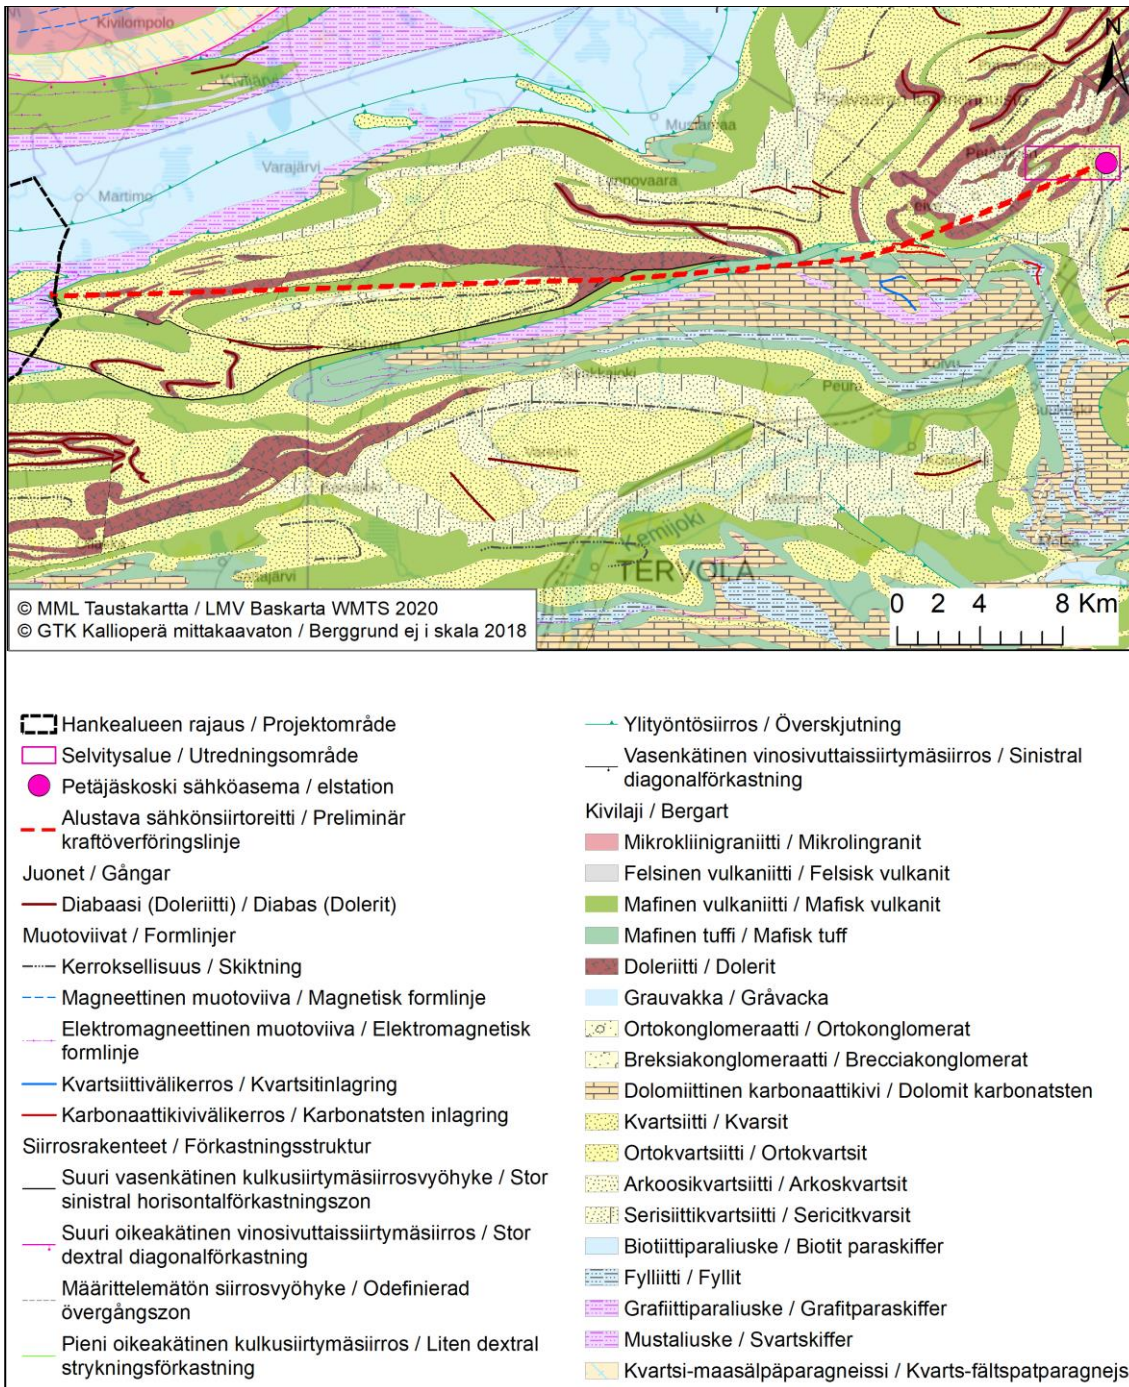 Kivilompolo
N
Kivijärvi
Mustamaa
Varajärvi
Martimo
Koivu
Peura
Varejoki
Kemijoki
TERVOLA
© MML Taustakartta / LMV Baskarta WMTS 2020
© GTK Kallioperä mittakaavaton / Berggrund ej i skala 2018
0 2 4 8 Km
Hankealueen rajaus / Projektområde
Selvitysalue / Utredningsområde
Petäjäskoski sähköasema / elstation
Alustava sähkönsiirtoreitti / Preliminär
kraftöverföringslinje
Juonet / Gångar
Diabaasi (Doleriitti) / Diabas (Dolerit)
Muotoviivat / Formlinjer
Kerroksellisuus / Skiktning
Magneettinen muotoviiva / Magnetisk formlinje
Elektromagneettinen muotoviiva / Elektromagnetisk
formlinje
Kvartsiittivälikerros / Kvartsitinlagring
Karbonaattikivivälikerros / Karbonatsten inlagring
Siirrosrakenteet / Förkastningsstruktur
Suuri vasenkätinen kulkusiirtymäsiirrosvyöhyke / Stor
sinistral horisontalförkastningszon
Suuri oikeakätinen vinosivuttaissiirtymäsiirros / Stor
dextral diagonalförkastning
Määrittelemätön siirrosvyöhyke / Odefinierad
övergångszon
Pieni oikeakätinen kulkusiirtymäsiirros / Liten dextral
strykningsförkastning
Ylityöntösiirros / Överskjutning
Vasenkätinen vinosivuttaissiirtymäsiirros / Sinistral
diagonalförkastning
Kivilaji / Bergart
Mikrokliinigraniitti / Mikrolingranit
Felsinen vulkaniitti / Felsisk vulkanit
Mafinen vulkaniitti / Mafisk vulkanit
Mafinen tuffi / Mafisk tuff
Doleriitti / Dolerit
Grauvakka / Gråvacka
Ortokonglomeraatti / Ortokonglomerat
Breksiakonglomeraatti / Brecciakonglomerat
Dolomiittinen karbonaattikivi / Dolomit karbonatsten
Kvartsiitti / Kvarsit
Ortokvartsiitti / Ortokvartsit
Arkoosikvartsiitti / Arkoskvartsit
Serisiittikvartsiitti / Sericitkvarsit
Biotiittiparaliuske / Biotit paraskiffer
Fylliitti / Fyllit
Grafiittiparaliuske / Grafitparaskiffer
Mustaliuske / Svartskiffer
Kvartsi-maasälpäparagneissi / Kvarts-fältspatparagnejs